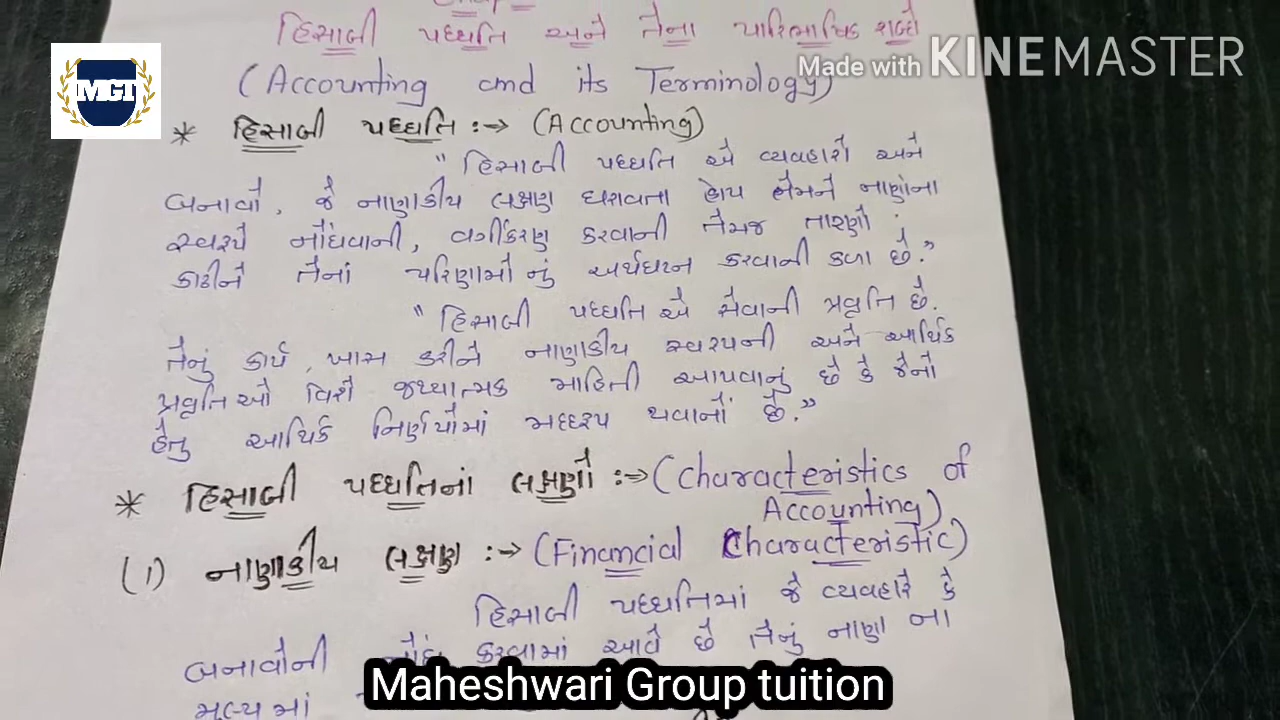 હિસાબી પધ્ધતિ અને તેના પારિભાષિક શબ્દો
Made with KINEMASTER
MGI
(Accounting and its Terminology)
* હિસાબી પધ્ધતિ :→ (Accounting)
"હિસાબી પધ્ધતિ એ વ્યવહારો અને
બનાવો, જે નાણાકીય લક્ષણ ધરાવતા હોય તેમને નાણાંના
સ્વરૂપે નોંધવાની, વર્ગીકરણ કરવાની તેમજ તારણો
કાઢીને તેનાં પરિણામો નું અર્થઘટન કરવાની કળા છે."
"હિસાબી પધ્ધતિ એ સેવાની પ્રવૃતિ છે.
તેનું કાર્ય, ખાસ કરીને નાણાકીય સ્વરૂપની અને આર્થિક
પ્રવૃતિ ઓ વિશે જથ્થાત્મક માહિતી આપવાનું છે કે જેનો
હેતુ આર્થિક નિર્ણયોમાં મદદરૂપ થવાનો છે."
* હિસાબી પધ્ધતિનાં લક્ષણો :→ (Characteristics of
Accounting)
(1) નાણાકીય લક્ષણ :→ (Financial Characteristic)
હિસાબી પધ્ધતિમાં જે વ્યવહારો કે
બનાવોની નોંધ કરવામાં આવે છે તેનું નાણા ના
મૂલ્ય માં
Maheshwari Group tuition